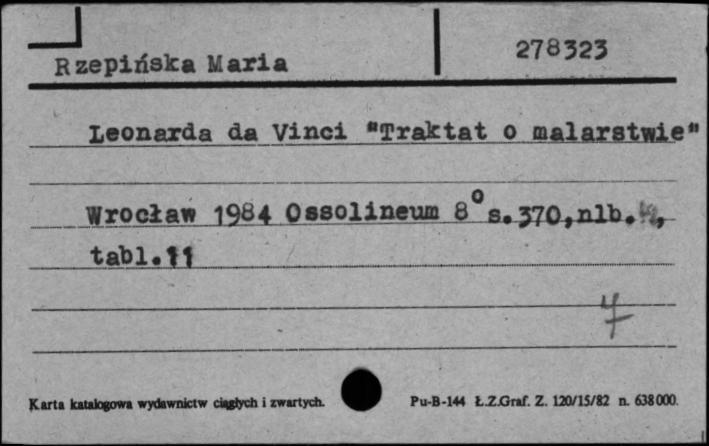 Rzepińska Maria
278323
Leonarda da Vinci "Traktat o malarstwie"
Wrocław 1984 Ossolineum 8° s.370,nlb. ,
tabl.11
4
Karta katalogowa wydawnictw ciągłych i zwartych. Pu-B-144 Ł.Z.Graf. Z. 120/15/82 n. 638000.